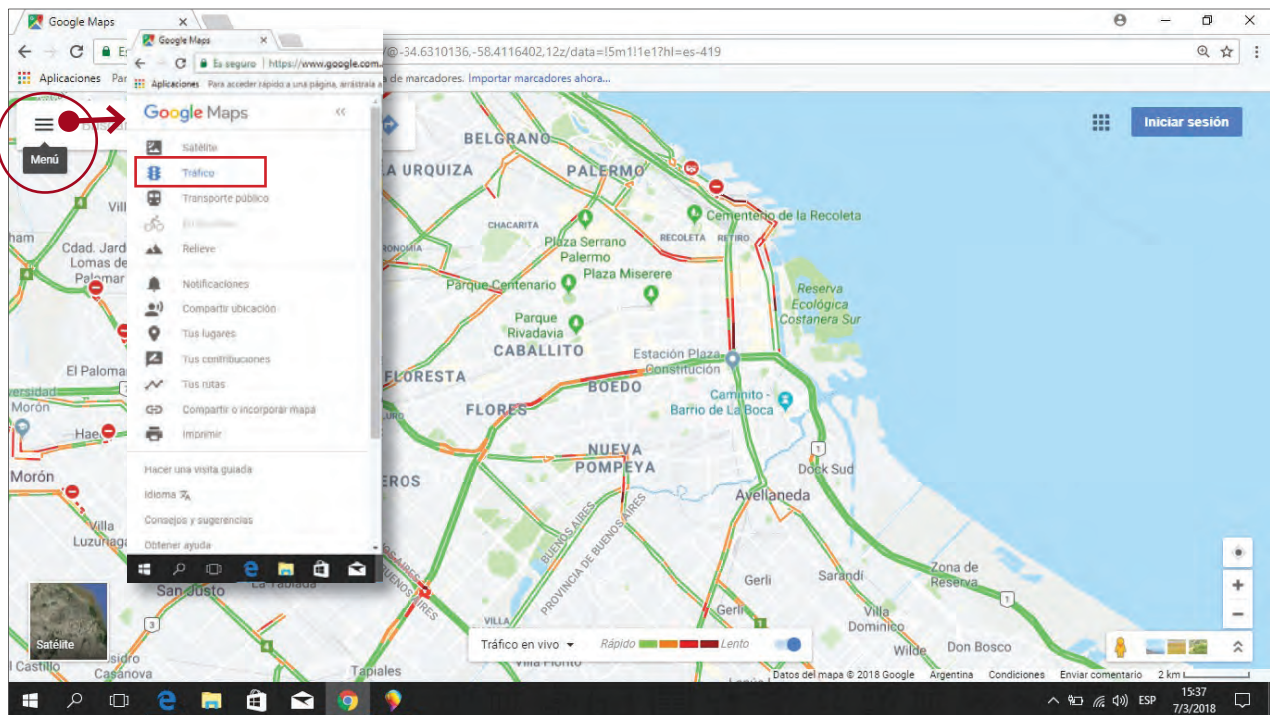 Google Maps
/@-34.6310136,-58.4116402,12z/data=!5m1!1e1?hl=es-419
Aplicaciones
a de marcadores. Importar marcadores ahora...
Menú
Google Maps
Es seguro | https://www.google.com.
Aplicaciones Para acceder rápido a una página, arrástrala a
Google Maps
Satélite
Tráfico
Transporte público
Relieve
Notificaciones
Compartir ubicación
Tus lugares
Tus contribuciones
Tus rutas
Compartir o incorporar mapa
Imprimir
Hacer una visita guiada
Idioma
Consejos y sugerencias
Obtener ayuda
Iniciar sesión
BELGRANO
A URQUIZA
PALERMO
Cementerio de la Recoleta
CHACARITA
Plaza Serrano
Palermo
RECOLETA
RETIRO
Plaza Miserere
Parque Centenario
Reserva
Ecológica
Costanera Sur
Parque
Rivadavia
CABALLITO
Estación Plaza
Constitución
FLORESTA
BOEDO
Caminito -
Barrio de La Boca
FLORES
NUEVA
POMPEYA
Dock Sud
1
Avellaneda
EROS
BUENOS AIRES
PROVINCIA DE BUENOS AIRES
Gerli
Sarandí
Zona de
Reserva
1
Gerli
Villa
Domínico
Wilde
Don Bosco
VILLA
Villa Fiorito
Cdad. Jard
Lomas de
Palomar
El Paloma
Morón
Hae
Morón
Villa
Luzuriaga
San Justo
La Tablada
3
Satélite
l Castillo
Isidro
Casanova
Tapiales
Tráfico en vivo
Rápido
Lento
Datos del mapa © 2018 Google Argentina Condiciones Enviar comentario 2 km
ESP
15:37
7/3/2018